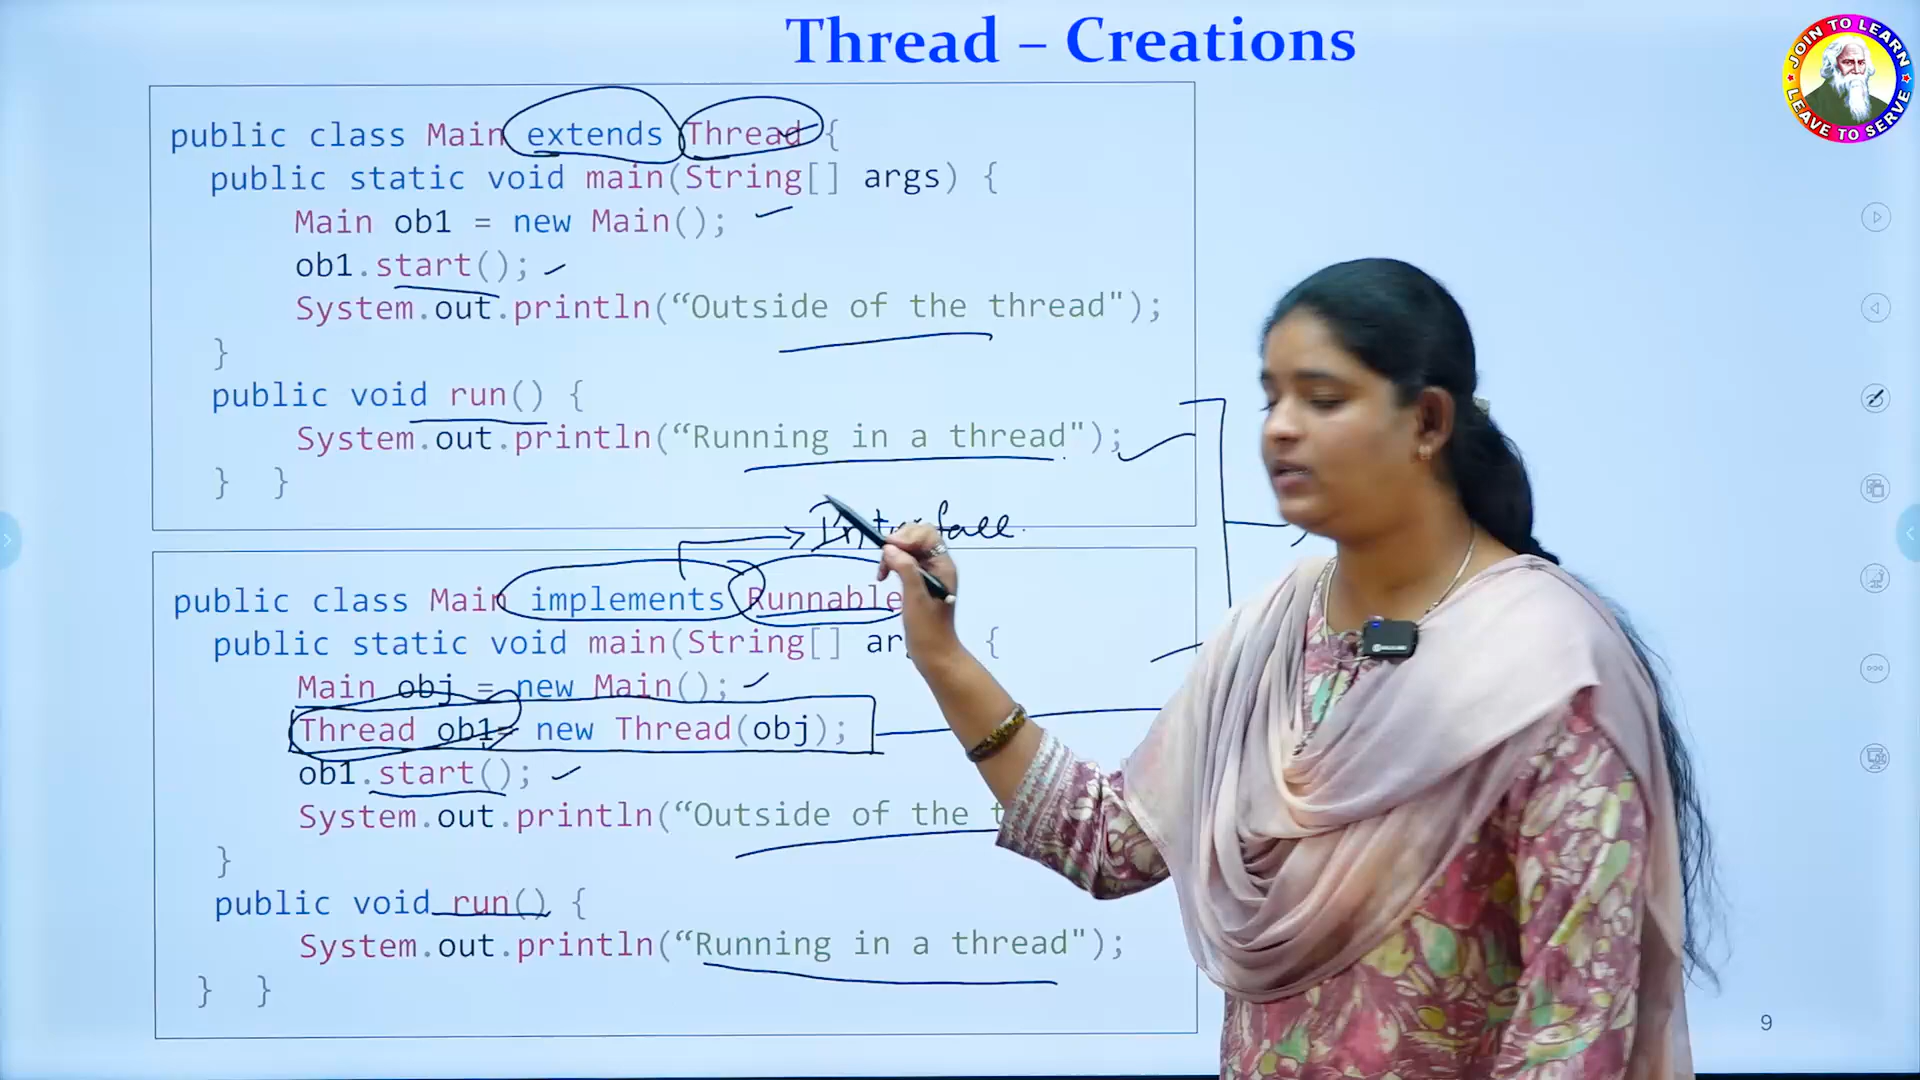 Thread – Creations
JOIN TO LEARN
LEAVE TO SERVE
public class Main extends Thread {
public static void main(String[] args) {
Main ob1 = new Main();
ob1.start();
System.out.println(“Outside of the thread");
}
public void run() {
System.out.println(“Running in a thread");
} }
public class Main implements Runnable
public static void main(String[] {
Main obj = new Main();
Thread ob1= new Thread(obj);
ob1.start();
System.out.println(“Outside of the
}
public void run() {
System.out.println(“Running in a thread");
} }
9